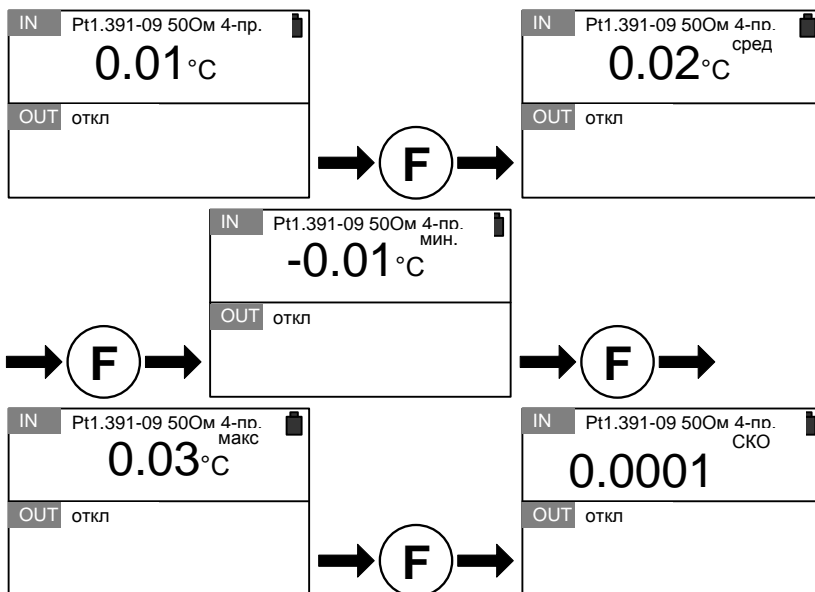 IN Pt1.391-09 50Ом 4-пр.
0.01°C
OUT откл
F
IN Pt1.391-09 50Ом 4-пр.
сред
0.02°C
OUT откл
F
IN Pt1.391-09 50Ом 4-пр.
мин.
-0.01°C
OUT откл
F
IN Pt1.391-09 50Ом 4-пр.
макс
0.03°C
OUT откл
F
IN Pt1.391-09 50Ом 4-пр.
СКО
0.0001
OUT откл